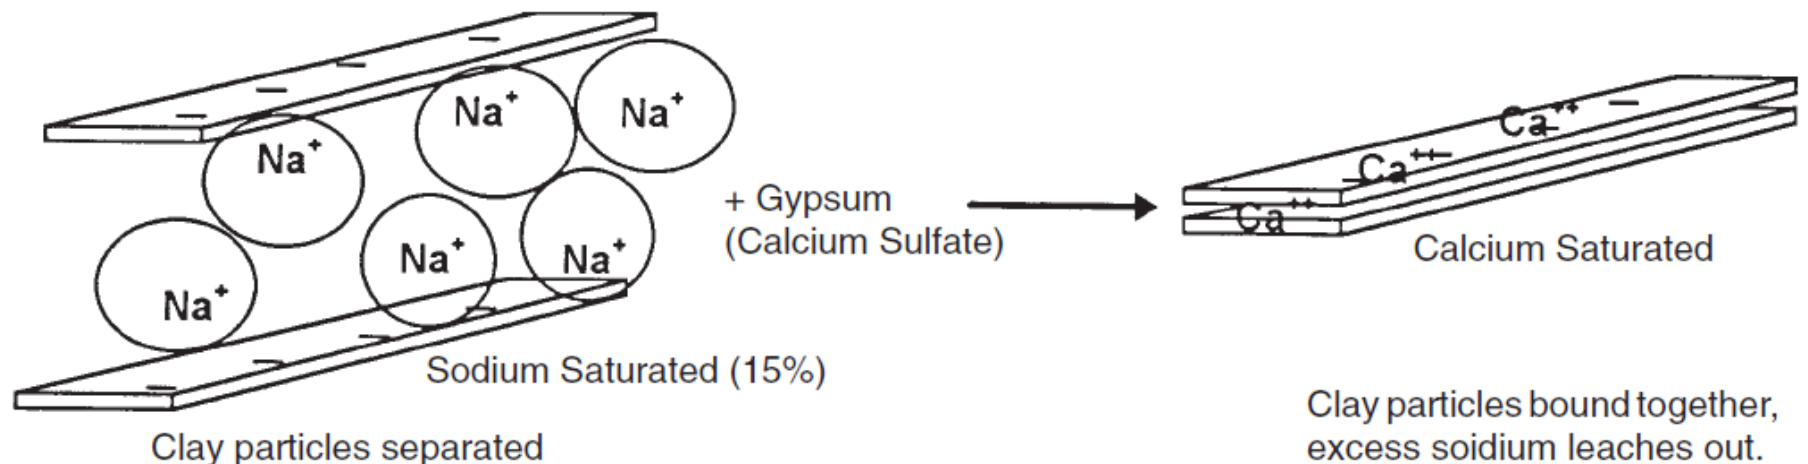 Na⁺
Na⁺
Na⁺
Na⁺
Na⁺
Na⁺
+ Gypsum
(Calcium Sulfate)
Sodium Saturated (15%)
Clay particles separated
Ca⁺⁺
Ca⁺⁺
Ca⁺⁺
Calcium Saturated
Clay particles bound together,
excess soidium leaches out.